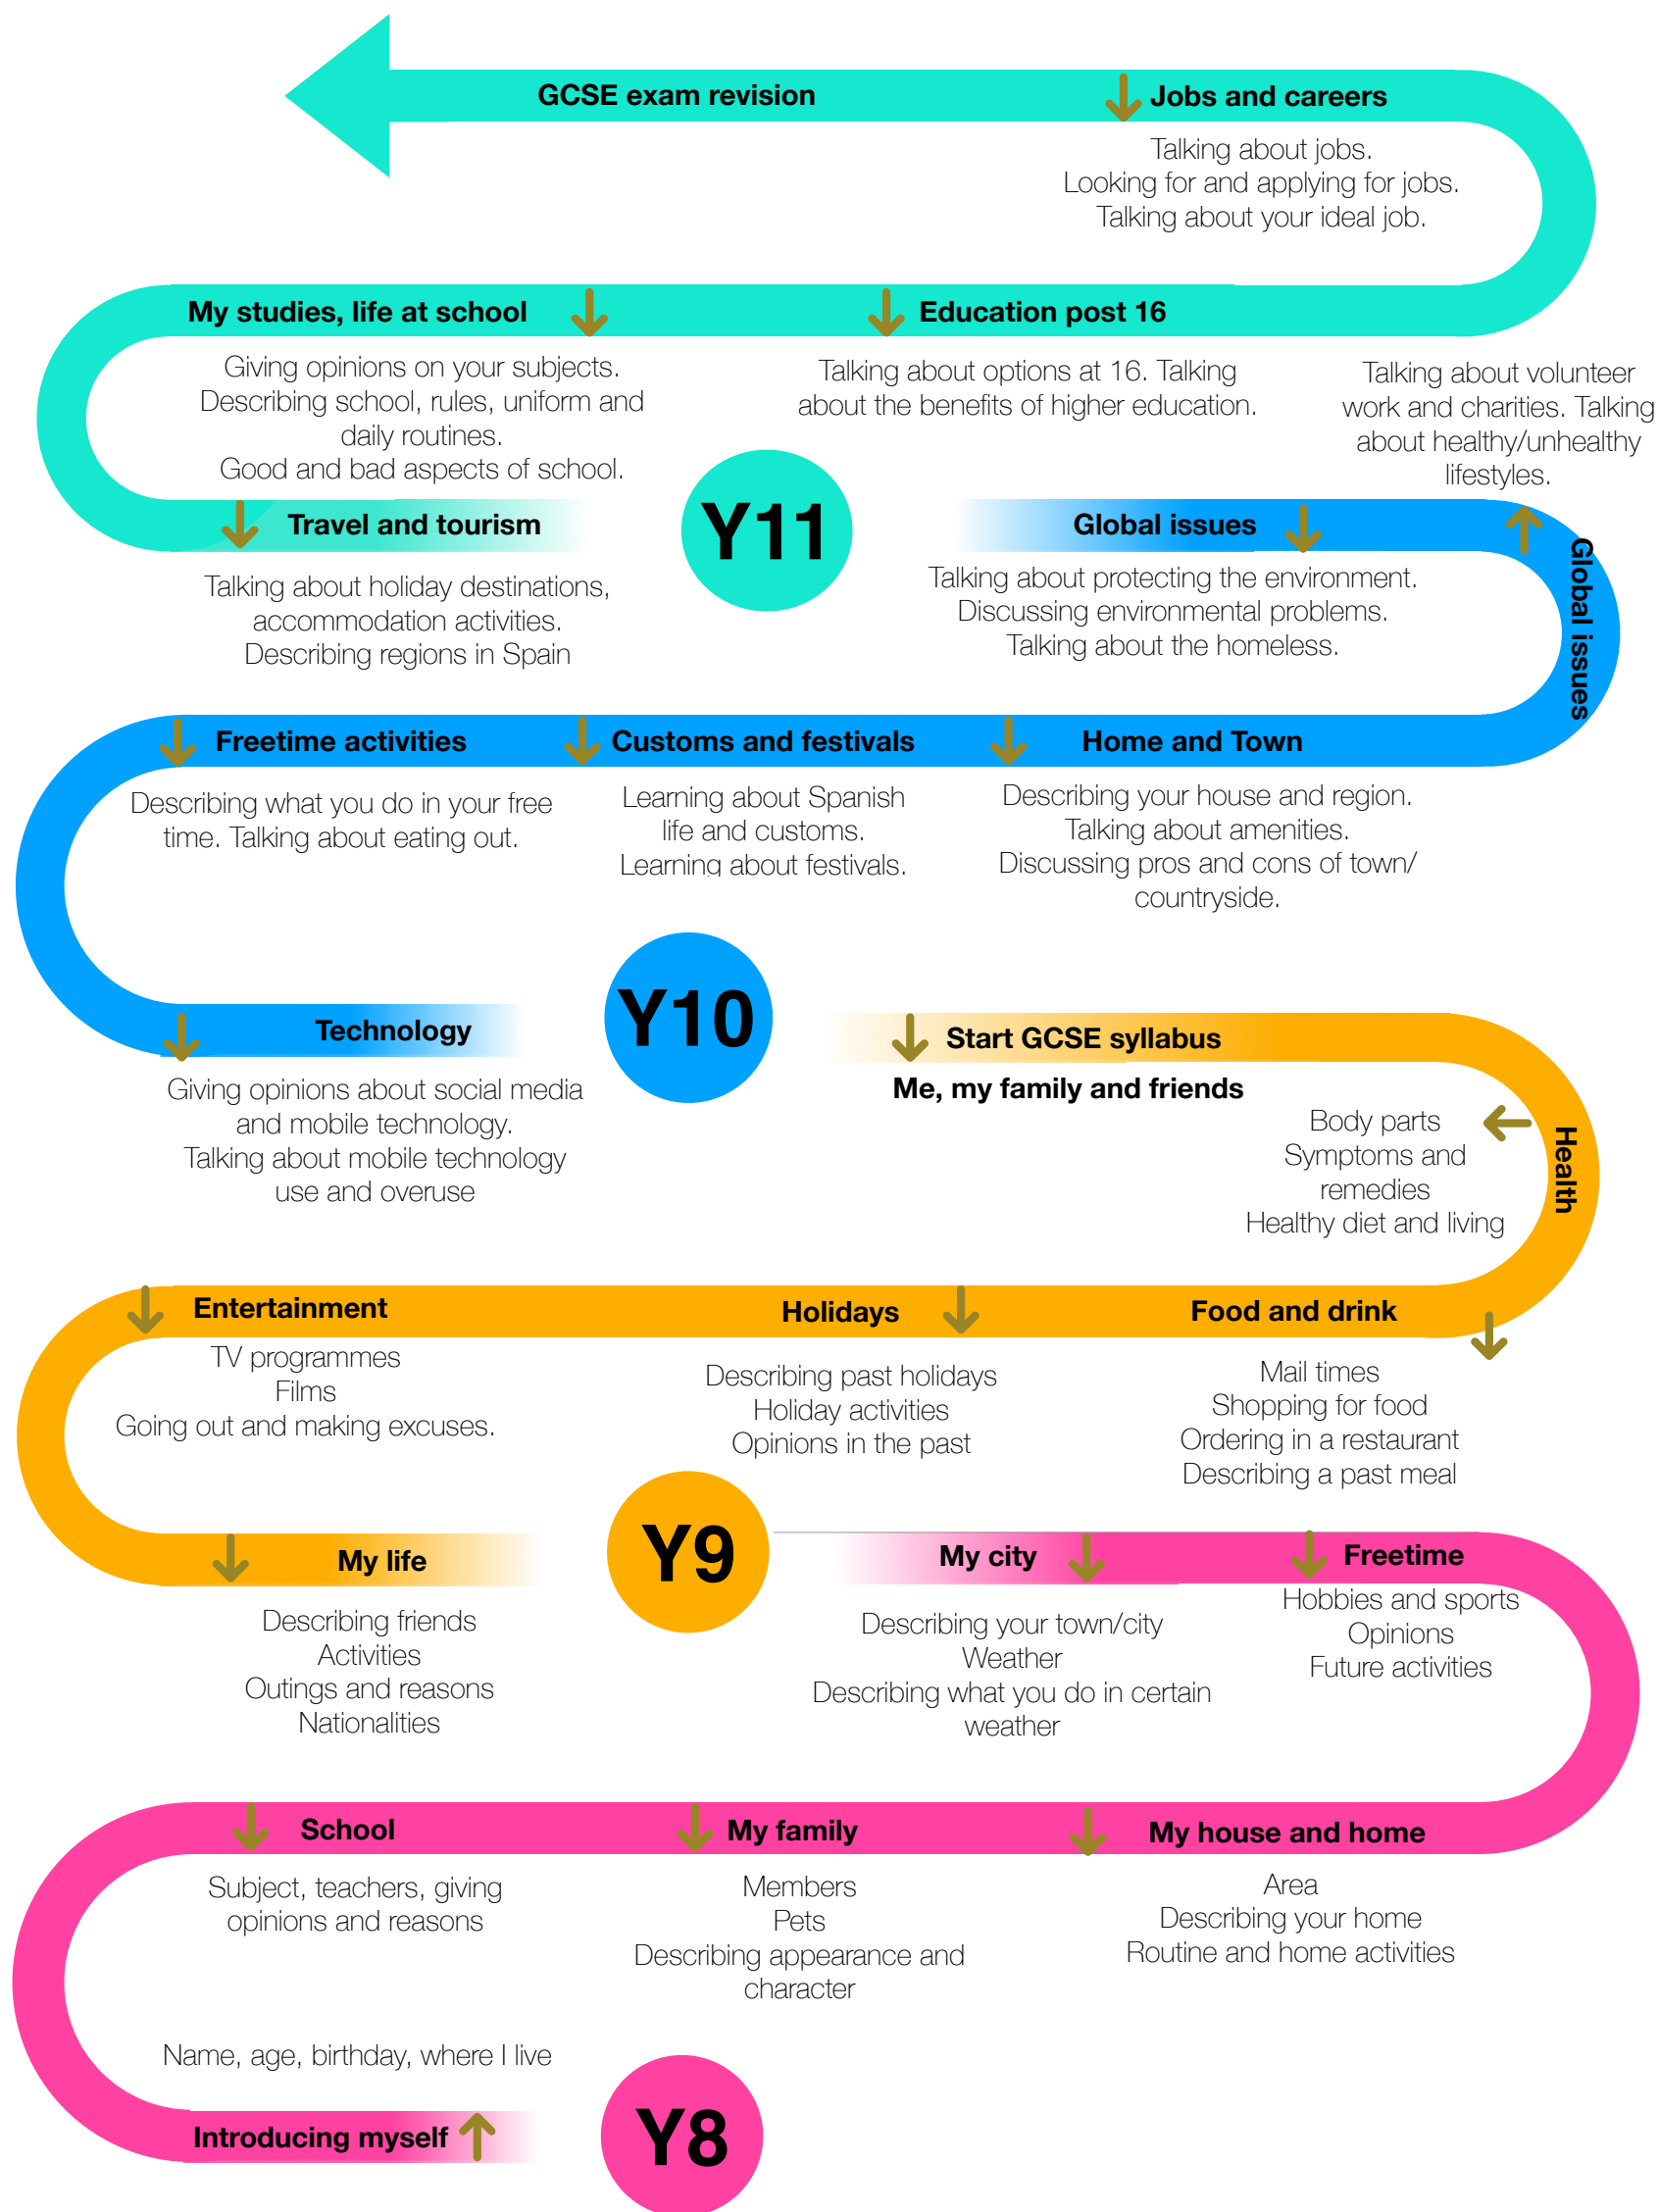 GCSE exam revision
Jobs and careers
Talking about jobs.
Looking for and applying for jobs.
Talking about your ideal job.
My studies, life at school
Education post 16
Giving opinions on your subjects.
Describing school, rules, uniform and
daily routines.
Good and bad aspects of school.
Talking about options at 16. Talking
about the benefits of higher education.
Talking about volunteer
work and charities. Talking
about healthy/unhealthy
lifestyles.
Y11
Travel and tourism
Global issues
Global issues
Talking about holiday destinations,
accommodation activities.
Describing regions in Spain
Talking about protecting the environment.
Discussing environmental problems.
Talking about the homeless.
Freetime activities
Customs and festivals
Home and Town
Describing what you do in your free
time. Talking about eating out.
Learning about Spanish
life and customs.
Learning about festivals.
Describing your house and region.
Talking about amenities.
Discussing pros and cons of town/
countryside.
Y10
Technology
Start GCSE syllabus
Giving opinions about social media
and mobile technology.
Talking about mobile technology
use and overuse
Me, my family and friends
Health
Body parts
Symptoms and
remedies
Healthy diet and living
Entertainment
Holidays
Food and drink
TV programmes
Films
Going out and making excuses.
Describing past holidays
Holiday activities
Opinions in the past
Mail times
Shopping for food
Ordering in a restaurant
Describing a past meal
Y9
My life
My city
Freetime
Describing friends
Activities
Outings and reasons
Nationalities
Describing your town/city
Weather
Describing what you do in certain
weather
Hobbies and sports
Opinions
Future activities
School
My family
My house and home
Subject, teachers, giving
opinions and reasons
Members
Pets
Describing appearance and
character
Area
Describing your home
Routine and home activities
Name, age, birthday, where I live
Introducing myself
Y8